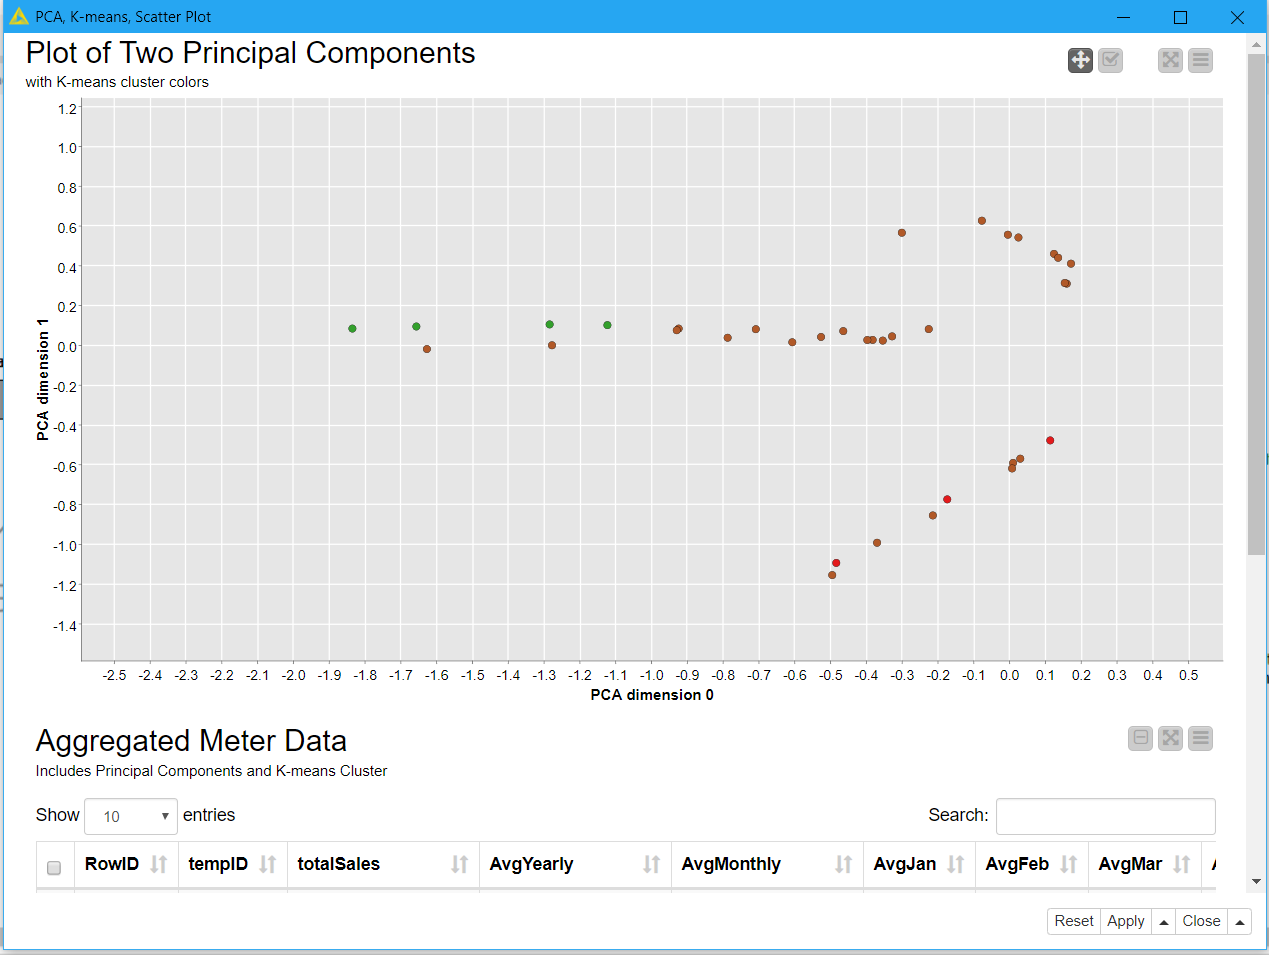 PCA, K-means, Scatter Plot
Plot of Two Principal Components
with K-means cluster colors
1.2
1.0
0.8
0.6
0.4
0.2
0.0
-0.2
-0.4
-0.6
-0.8
-1.0
-1.2
-1.4
PCA dimension 1
-2.5 -2.4 -2.3 -2.2 -2.1 -2.0 -1.9 -1.8 -1.7 -1.6 -1.5 -1.4 -1.3 -1.2 -1.1 -1.0 -0.9 -0.8 -0.7 -0.6 -0.5 -0.4 -0.3 -0.2 -0.1 0.0 0.1 0.2 0.3 0.4 0.5
PCA dimension 0
Aggregated Meter Data
Includes Principal Components and K-means Cluster
Show 10 entries Search:
RowID tempID totalSales AvgYearly AvgMonthly AvgJan AvgFeb AvgMar
Reset Apply Close